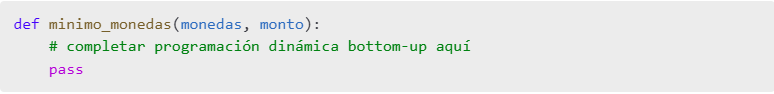 def minimo_monedas(monedas, monto):
    # completar programación dinámica bottom-up aquí
    pass